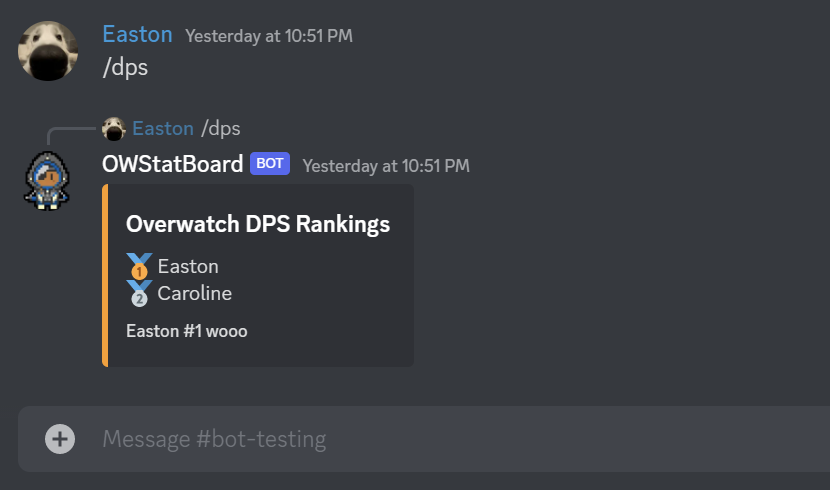 Easton Yesterday at 10:51 PM
/dps
Easton /dps
OWStatBoard BOT Yesterday at 10:51 PM
Overwatch DPS Rankings
1 Easton
2 Caroline
Easton #1 wooo
Message #bot-testing